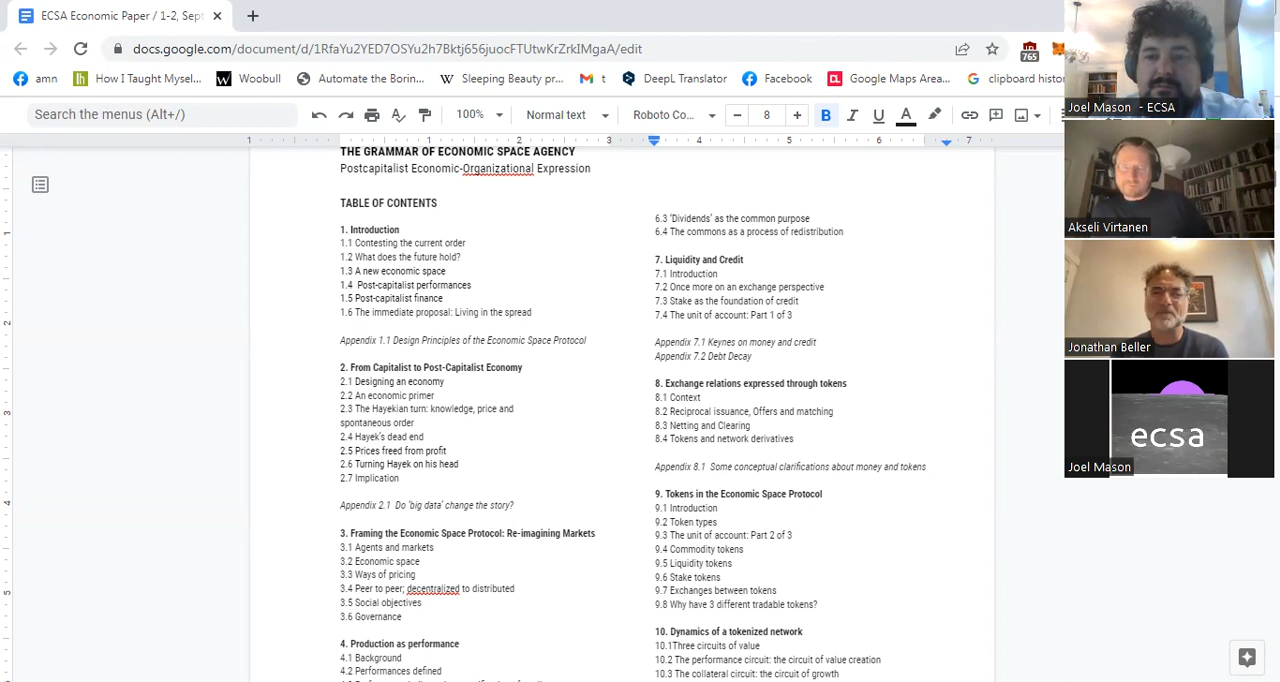 ECSA Economic Paper / 1-2, Sept
docs.google.com/document/d/1RfaYu2YED7OSYu2h7Bktj656juocFTUtwKrZrkIMgaA/edit
765
amn
How I Taught Mysel...
Woobull
Automate the Borin...
Sleeping Beauty pr...
t
DeepL Translator
Facebook
Google Maps Area...
clipboard histor
Search the menus (Alt+/)
100%
Normal text
Roboto Co...
8
B
I
U
A
1 1 2 3 4 5 6 7
THE GRAMMAR OF ECONOMIC SPACE AGENCY
Postcapitalist Economic-Organizational Expression
TABLE OF CONTENTS
1. Introduction
1.1 Contesting the current order
1.2 What does the future hold?
1.3 A new economic space
1.4 Post-capitalist performances
1.5 Post-capitalist finance
1.6 The immediate proposal: Living in the spread
Appendix 1.1 Design Principles of the Economic Space Protocol
2. From Capitalist to Post-Capitalist Economy
2.1 Designing an economy
2.2 An economic primer
2.3 The Hayekian turn: knowledge, price and
spontaneous order
2.4 Hayek's dead end
2.5 Prices freed from profit
2.6 Turning Hayek on his head
2.7 Implication
Appendix 2.1 Do 'big data' change the story?
3. Framing the Economic Space Protocol: Re-imagining Markets
3.1 Agents and markets
3.2 Economic space
3.3 Ways of pricing
3.4 Peer to peer; decentralized to distributed
3.5 Social objectives
3.6 Governance
4. Production as performance
4.1 Background
4.2 Performances defined
6.3 'Dividends' as the common purpose
6.4 The commons as a process of redistribution
7. Liquidity and Credit
7.1 Introduction
7.2 Once more on an exchange perspective
7.3 Stake as the foundation of credit
7.4 The unit of account: Part 1 of 3
Appendix 7.1 Keynes on money and credit
Appendix 7.2 Debt Decay
8. Exchange relations expressed through tokens
8.1 Context
8.2 Reciprocal issuance, Offers and matching
8.3 Netting and Clearing
8.4 Tokens and network derivatives
Appendix 8.1 Some conceptual clarifications about money and tokens
9. Tokens in the Economic Space Protocol
9.1 Introduction
9.2 Token types
9.3 The unit of account: Part 2 of 3
9.4 Commodity tokens
9.5 Liquidity tokens
9.6 Stake tokens
9.7 Exchanges between tokens
9.8 Why have 3 different tradable tokens?
10. Dynamics of a tokenized network
10.1Three circuits of value
10.2 The performance circuit: the circuit of value creation
10.3 The collateral circuit: the circuit of growth
1
2
3
4
5
Joel Mason - ECSA
Akseli Virtanen
Jonathan Beller
ecsa
Joel Mason